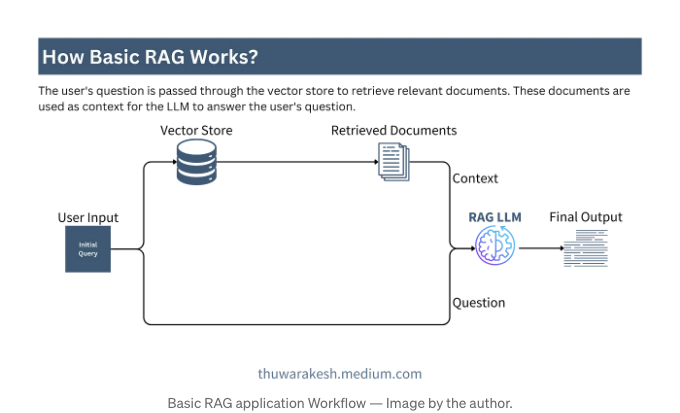 How Basic RAG Works?
The user's question is passed through the vector store to retrieve relevant documents. These documents are
used as context for the LLM to answer the user's question.
Vector Store
Retrieved Documents
Context
User Input
Initial
Query
RAG LLM
Final Output
Question
thuwarakesh.medium.com
Basic RAG application Workflow — Image by the author.